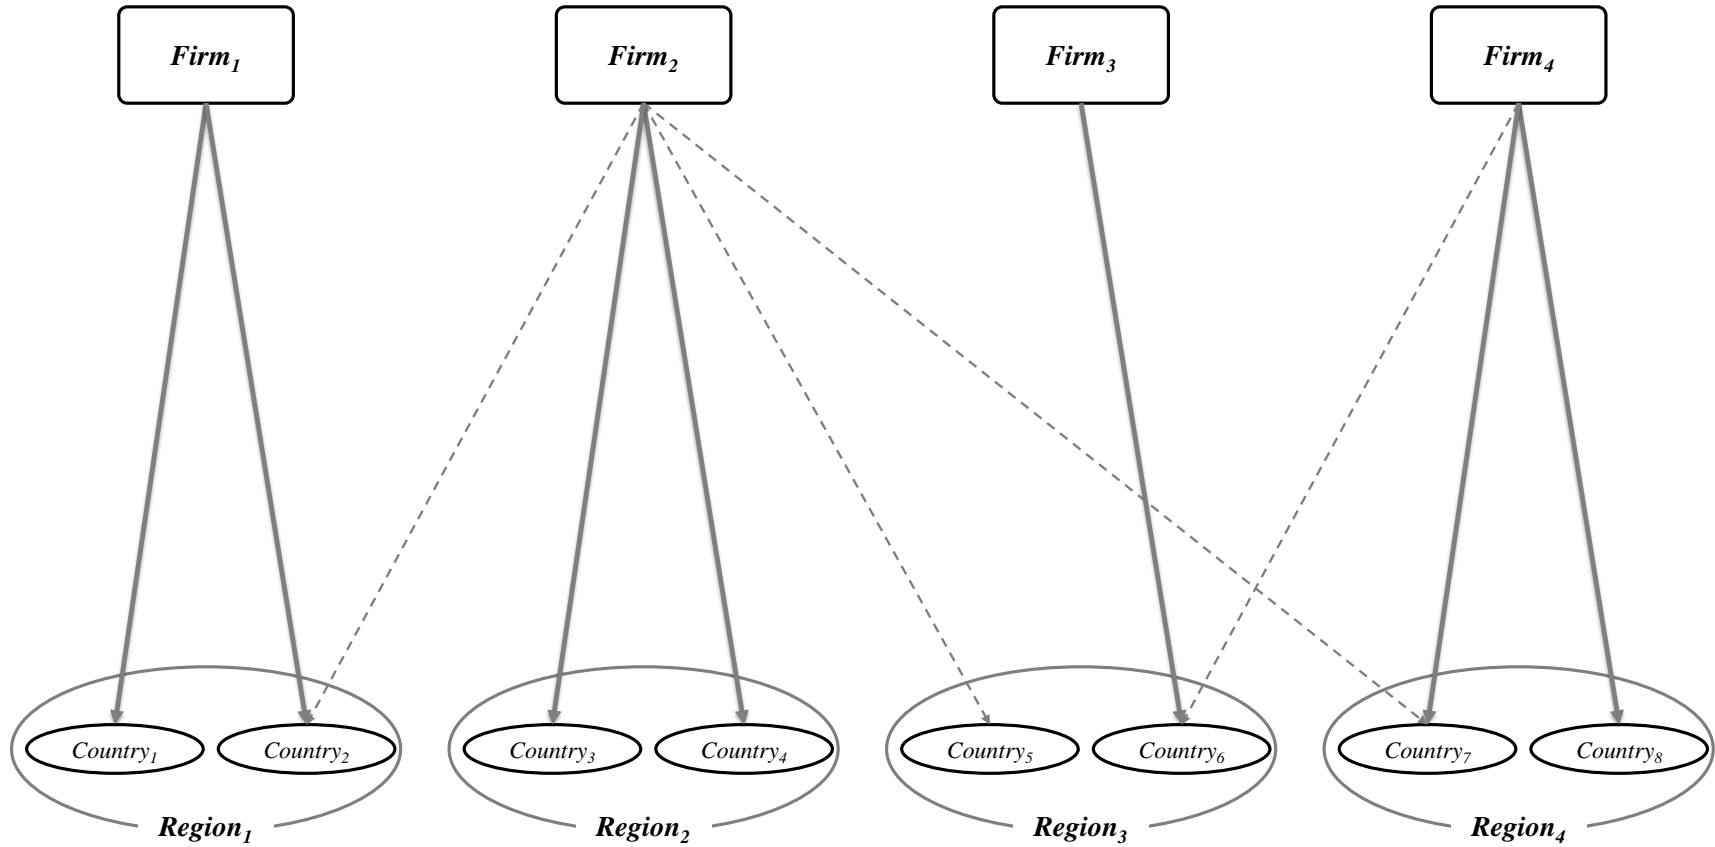 Firm₁ Firm₂ Firm₃ Firm₄
Country₁ Country₂ Country₃ Country₄ Country₅ Country₆ Country₇ Country₈
Region₁ Region₂ Region₃ Region₄